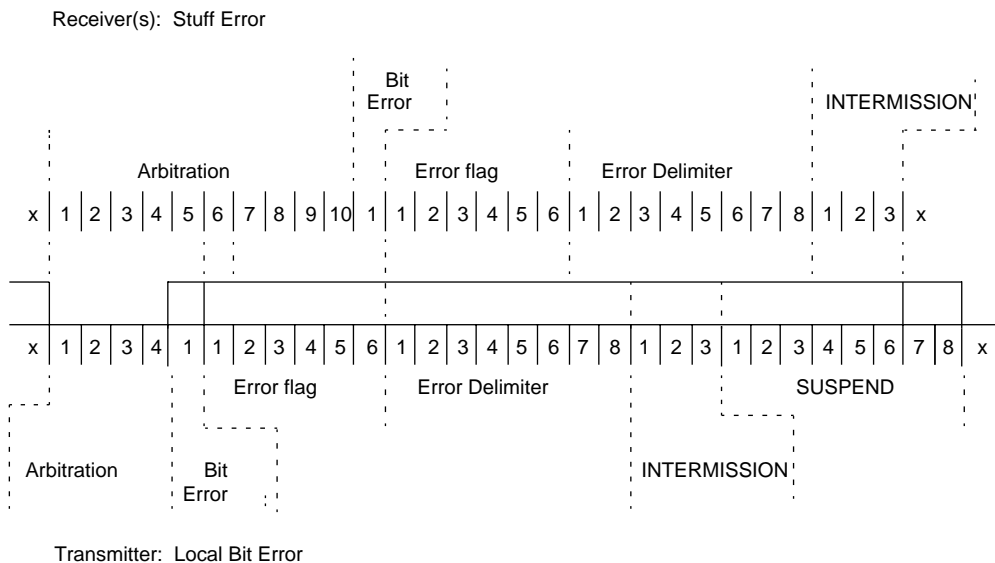 Receiver(s): Stuff Error
Bit
Error
INTERMISSION
Arbitration
Error flag
Error Delimiter
x 1 2 3 4 5 6 7 8 9 10 1 1 2 3 4 5 6 1 2 3 4 5 6 7 8 1 2 3 x
x 1 2 3 4 1 1 2 3 4 5 6 1 2 3 4 5 6 7 8 1 2 3 1 2 3 4 5 6 7 8 x
Error flag
Error Delimiter
SUSPEND
Arbitration
Bit
Error
INTERMISSION
Transmitter: Local Bit Error